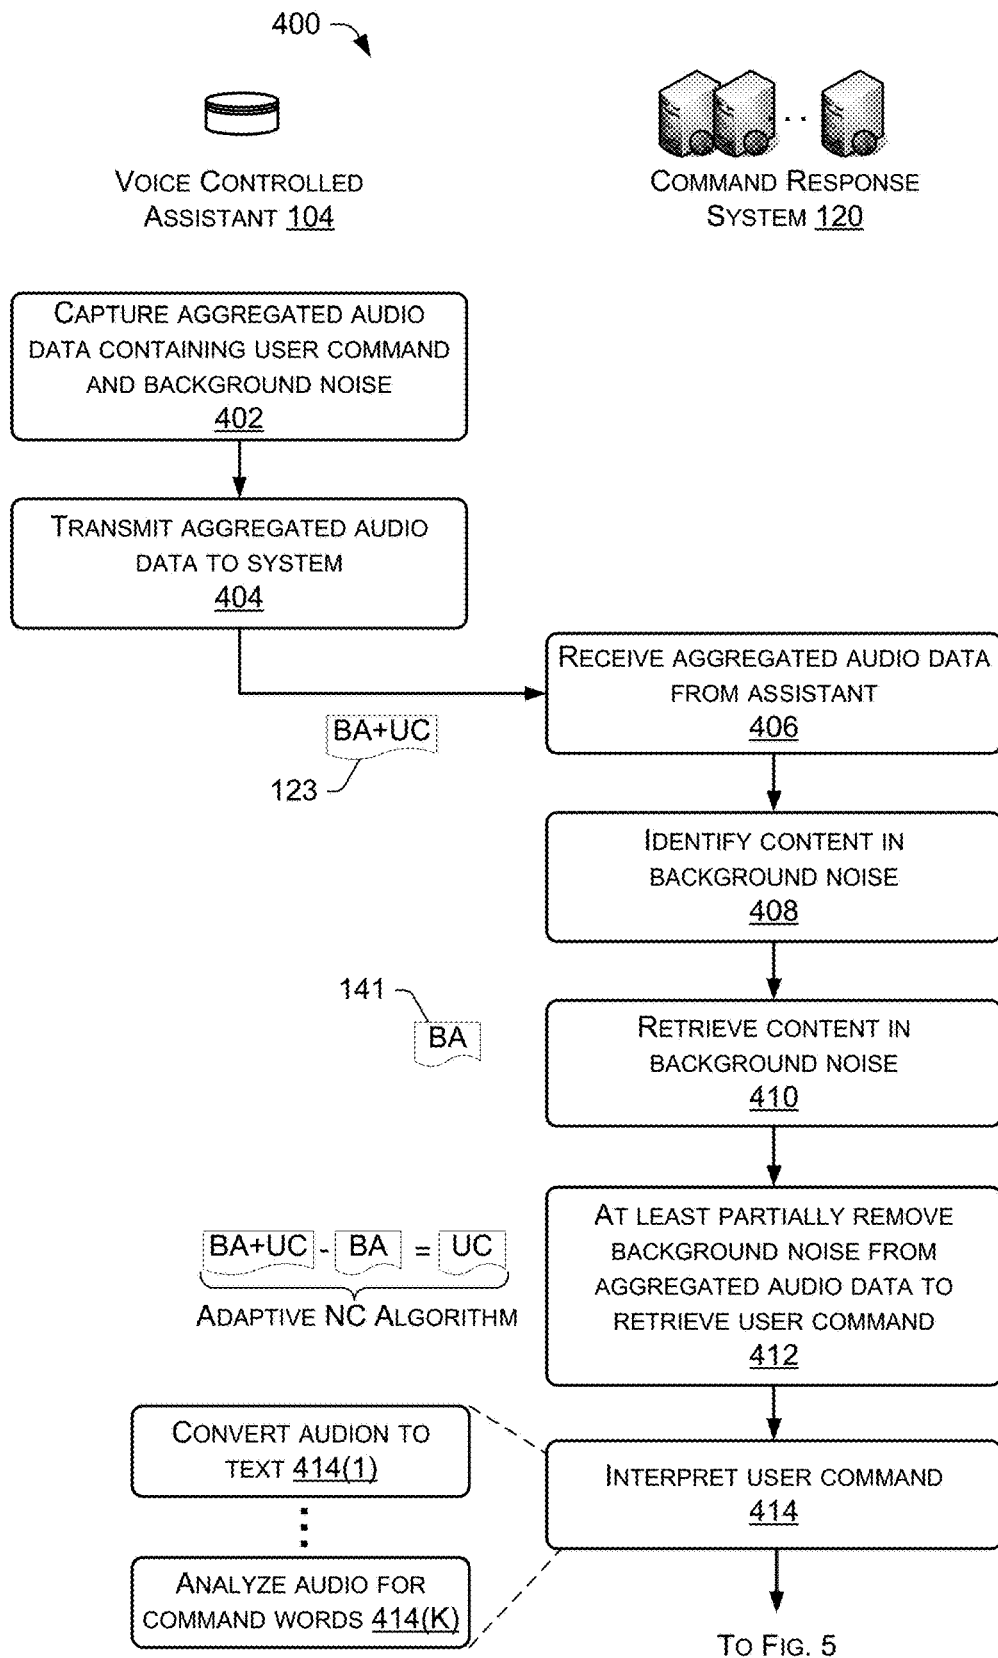 400
VOICE CONTROLLED
ASSISTANT 104
COMMAND RESPONSE
SYSTEM 120
CAPTURE AGGREGATED AUDIO
DATA CONTAINING USER COMMAND
AND BACKGROUND NOISE
402
TRANSMIT AGGREGATED AUDIO
DATA TO SYSTEM
404
RECEIVE AGGREGATED AUDIO DATA
FROM ASSISTANT
406
BA+UC
123
IDENTIFY CONTENT IN
BACKGROUND NOISE
408
141
BA
RETRIEVE CONTENT IN
BACKGROUND NOISE
410
AT LEAST PARTIALLY REMOVE
BACKGROUND NOISE FROM
AGGREGATED AUDIO DATA TO
RETRIEVE USER COMMAND
412
BA+UC - BA = UC
ADAPTIVE NC ALGORITHM
CONVERT AUDION TO
TEXT 414(1)
INTERPRET USER COMMAND
414
ANALYZE AUDIO FOR
COMMAND WORDS 414(K)
TO FIG. 5